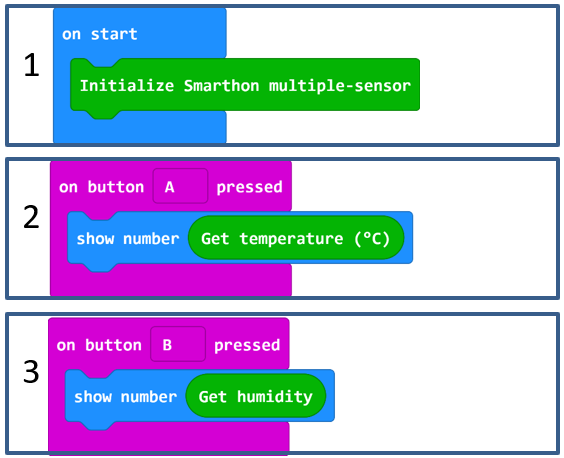 1
on start
Initialize Smarthon multiple-sensor
2
on button A pressed
show number Get temperature (°C)
3
on button B pressed
show number Get humidity